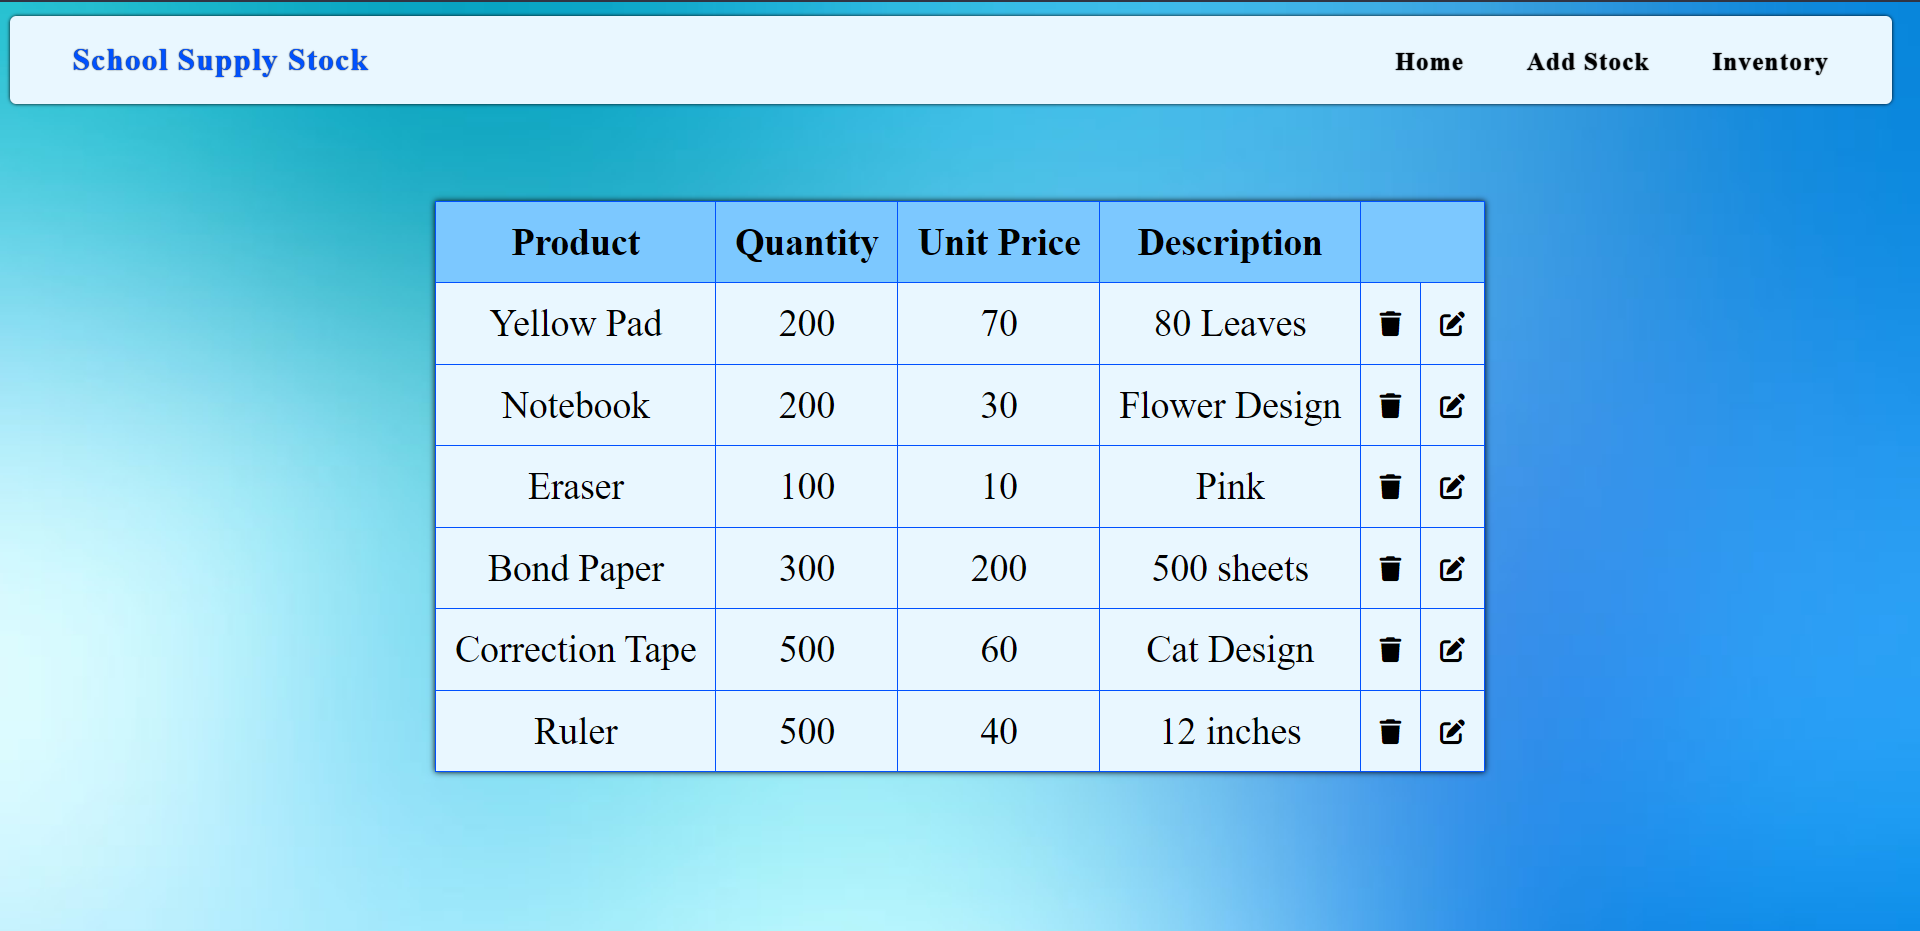 School Supply Stock Home Add Stock Inventory
Product Quantity Unit Price Description
Yellow Pad 200 70 80 Leaves
Notebook 200 30 Flower Design
Eraser 100 10 Pink
Bond Paper 300 200 500 sheets
Correction Tape 500 60 Cat Design
Ruler 500 40 12 inches